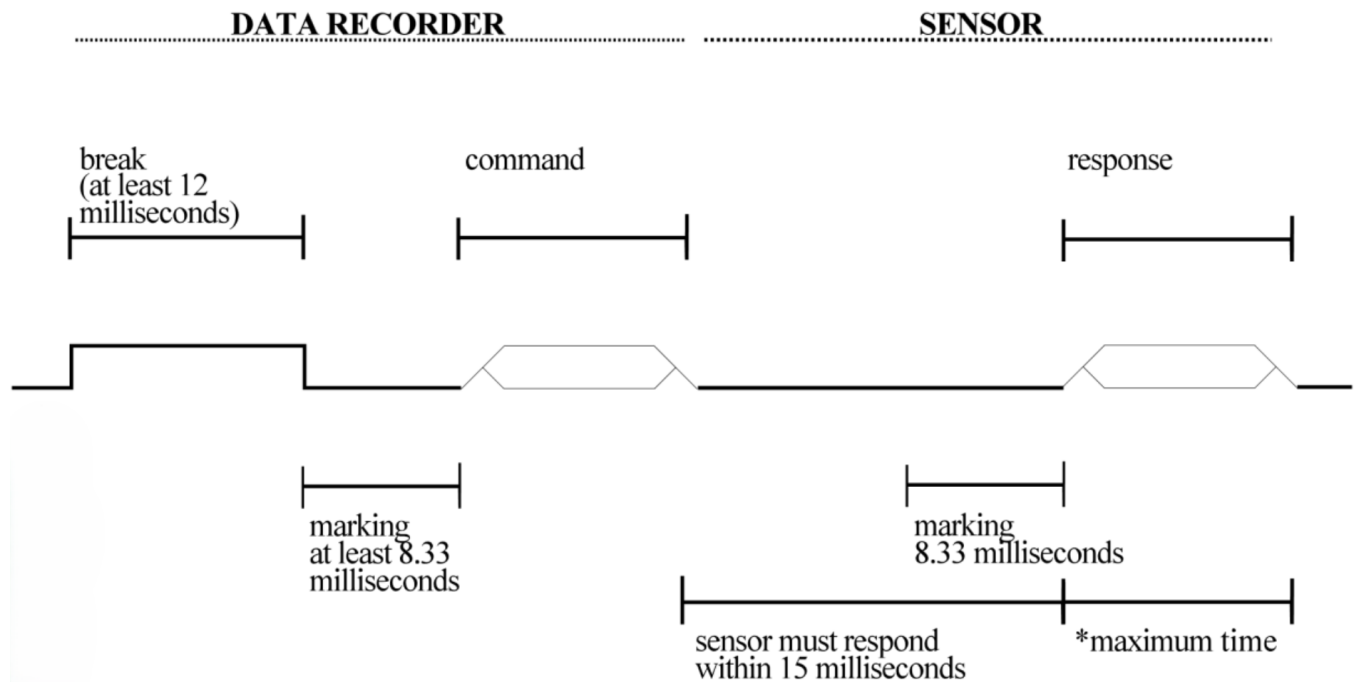 DATA RECORDER
SENSOR
break
(at least 12
milliseconds)
command
response
marking
at least 8.33
milliseconds
marking
8.33 milliseconds
sensor must respond
within 15 milliseconds
*maximum time